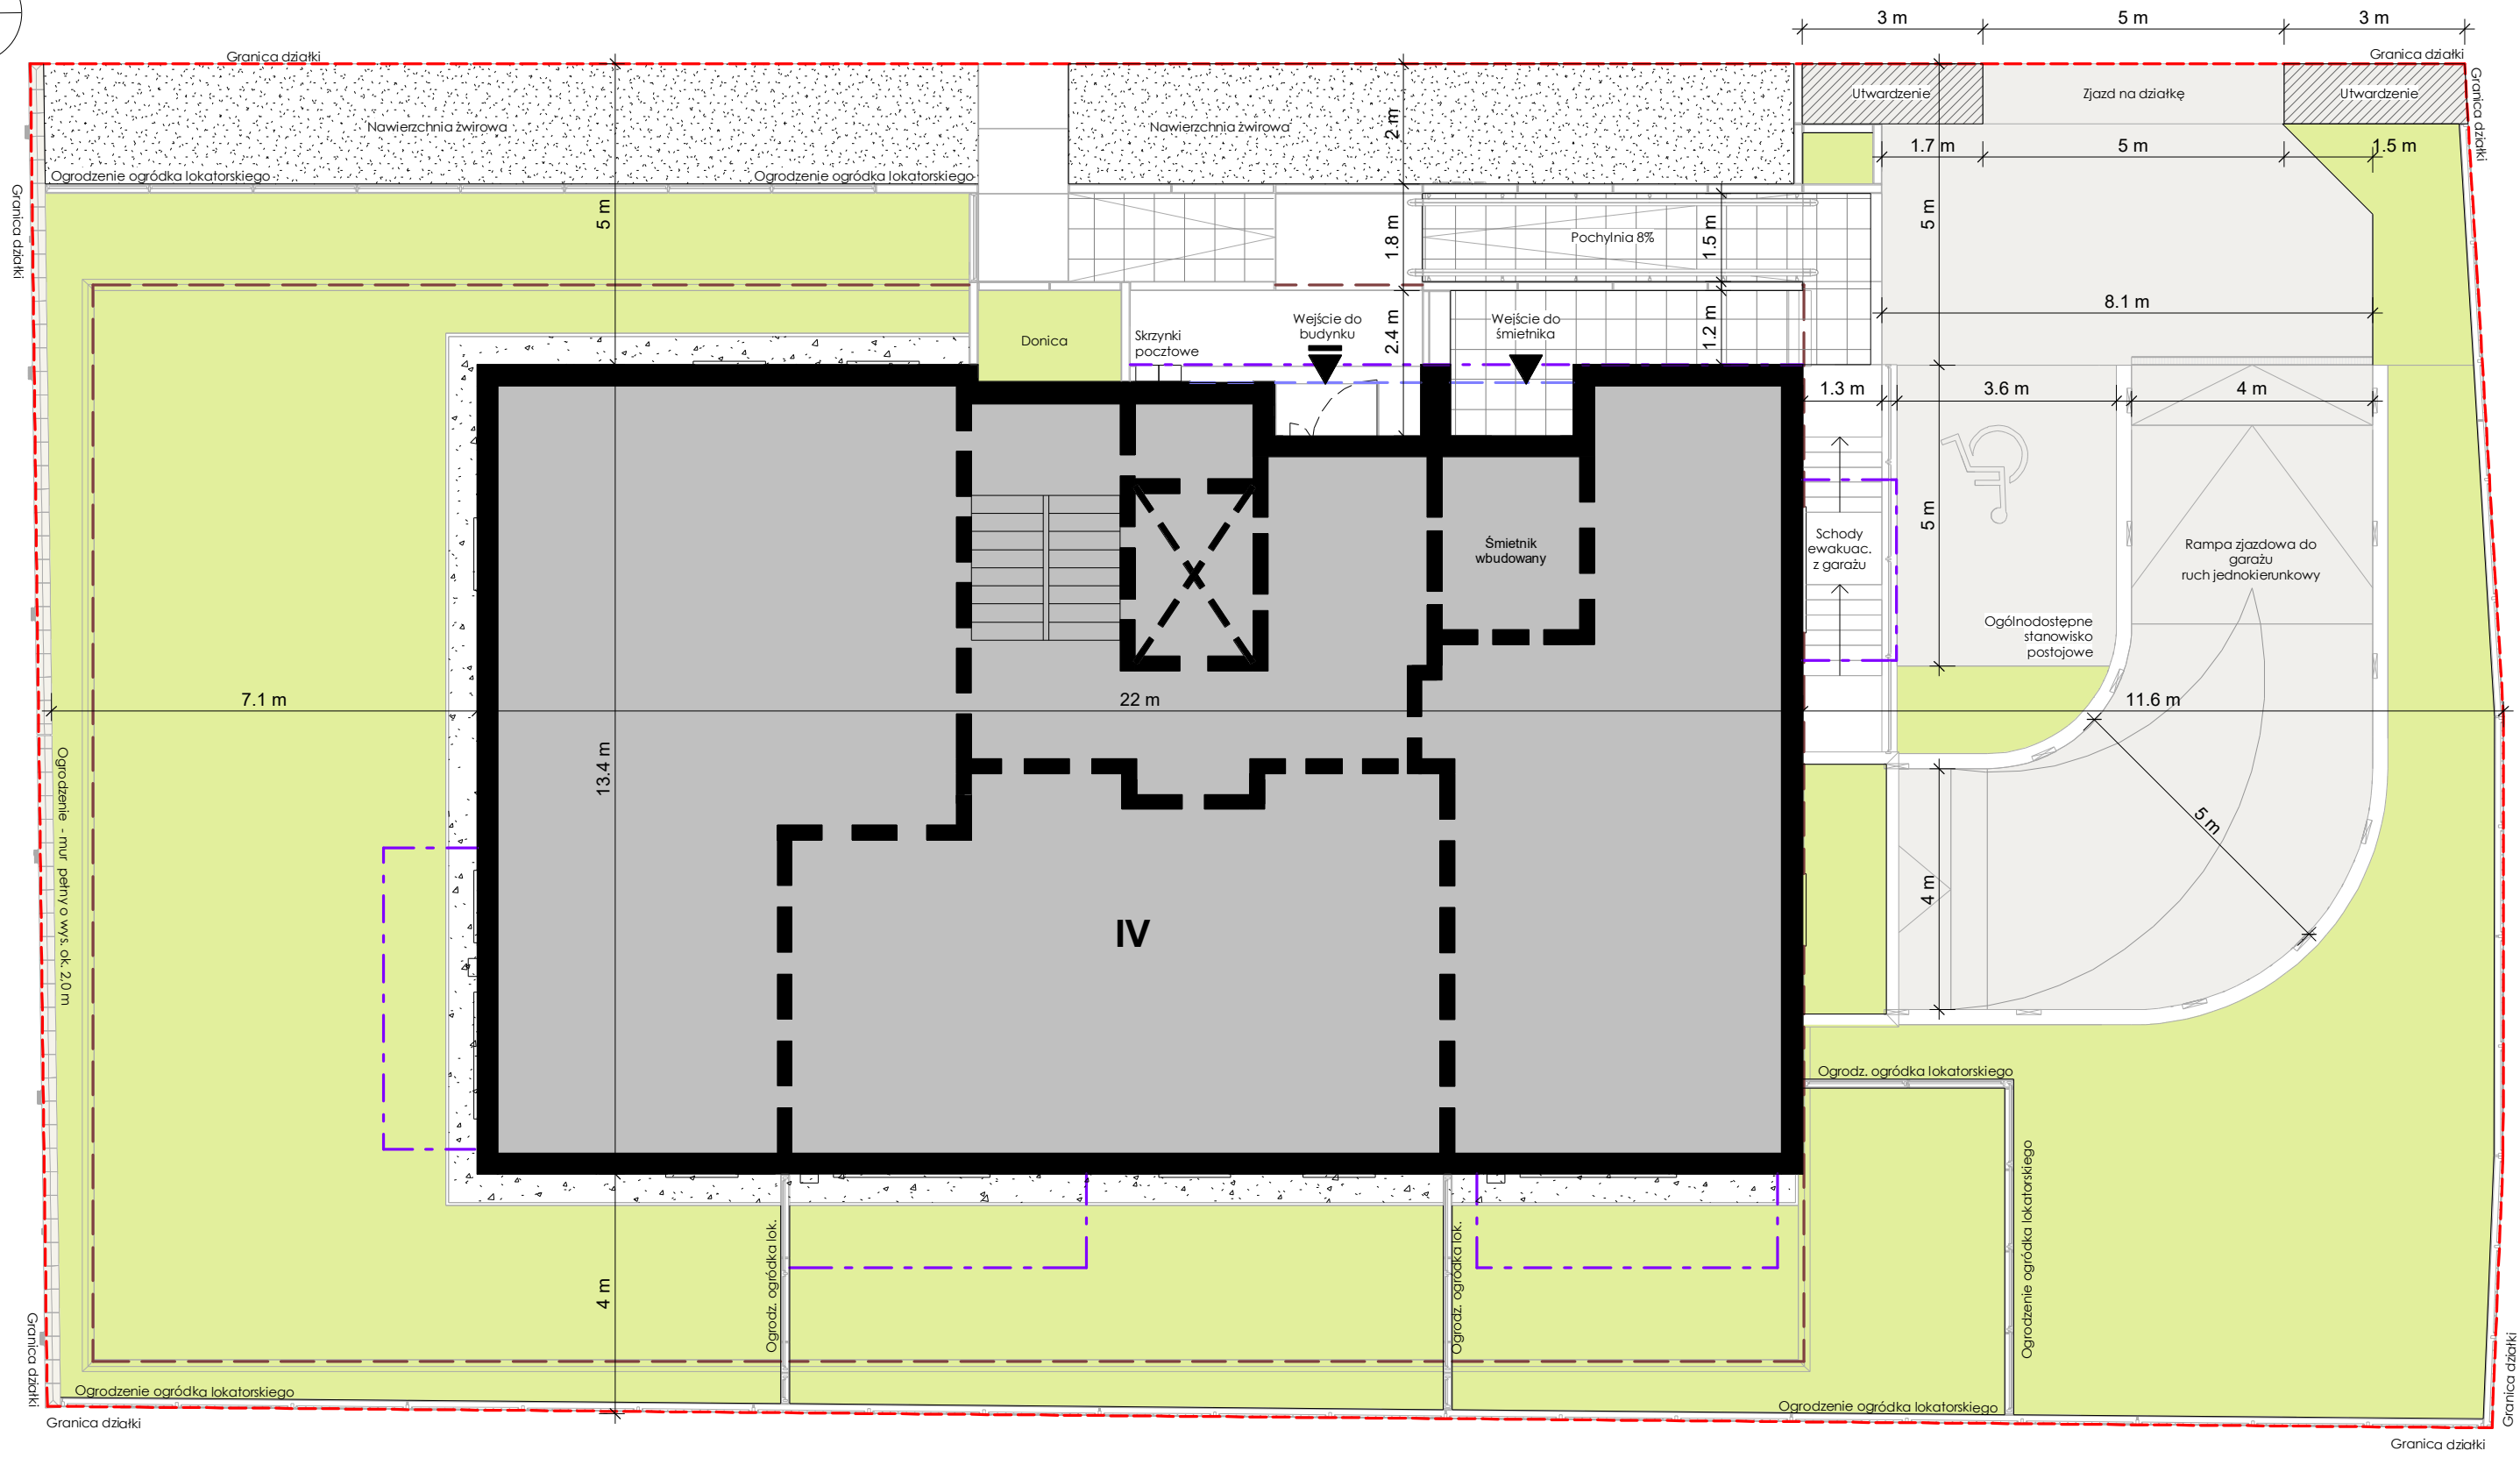 3 m
5 m
3 m
Granica działki
Granica działki
Utwardzenie
Zjazd na działkę
Utwardzenie
Granica działki
Nawierzchnia żwirowa
Nawierzchnia żwirowa
2 m
1.7 m
5 m
1.5 m
Ogrodzenie ogródka lokatorskiego
Ogrodzenie ogródka lokatorskiego
Granica działki
5 m
1.8 m
Pochylnia 8%
1.5 m
5 m
8.1 m
Donica
Skrzynki
pocztowe
Wejście do
budynku
2.4 m
Wejście do
śmietnika
1.2 m
1.3 m
3.6 m
4 m
Śmietnik
wbudowany
Schody
ewakuac.
z garażu
5 m
Rampa zjazdowa do
garażu
ruch jednokierunkowy
Ogólnodostępne
stanowisko
postojowe
7.1 m
22 m
11.6 m
Ogrodzenie - mur pełny o wys. ok. 2,0 m
13.4 m
5 m
4 m
IV
Ogrodz. ogródka lokatorskiego
Ogrodz. ogródka lok.
Ogrodz. ogródka lok.
Ogrodzenie ogródka lokatorskiego
4 m
Granica działki
Granica działki
Ogrodzenie ogródka lokatorskiego
Ogrodzenie ogródka lokatorskiego
Granica działki
Granica działki